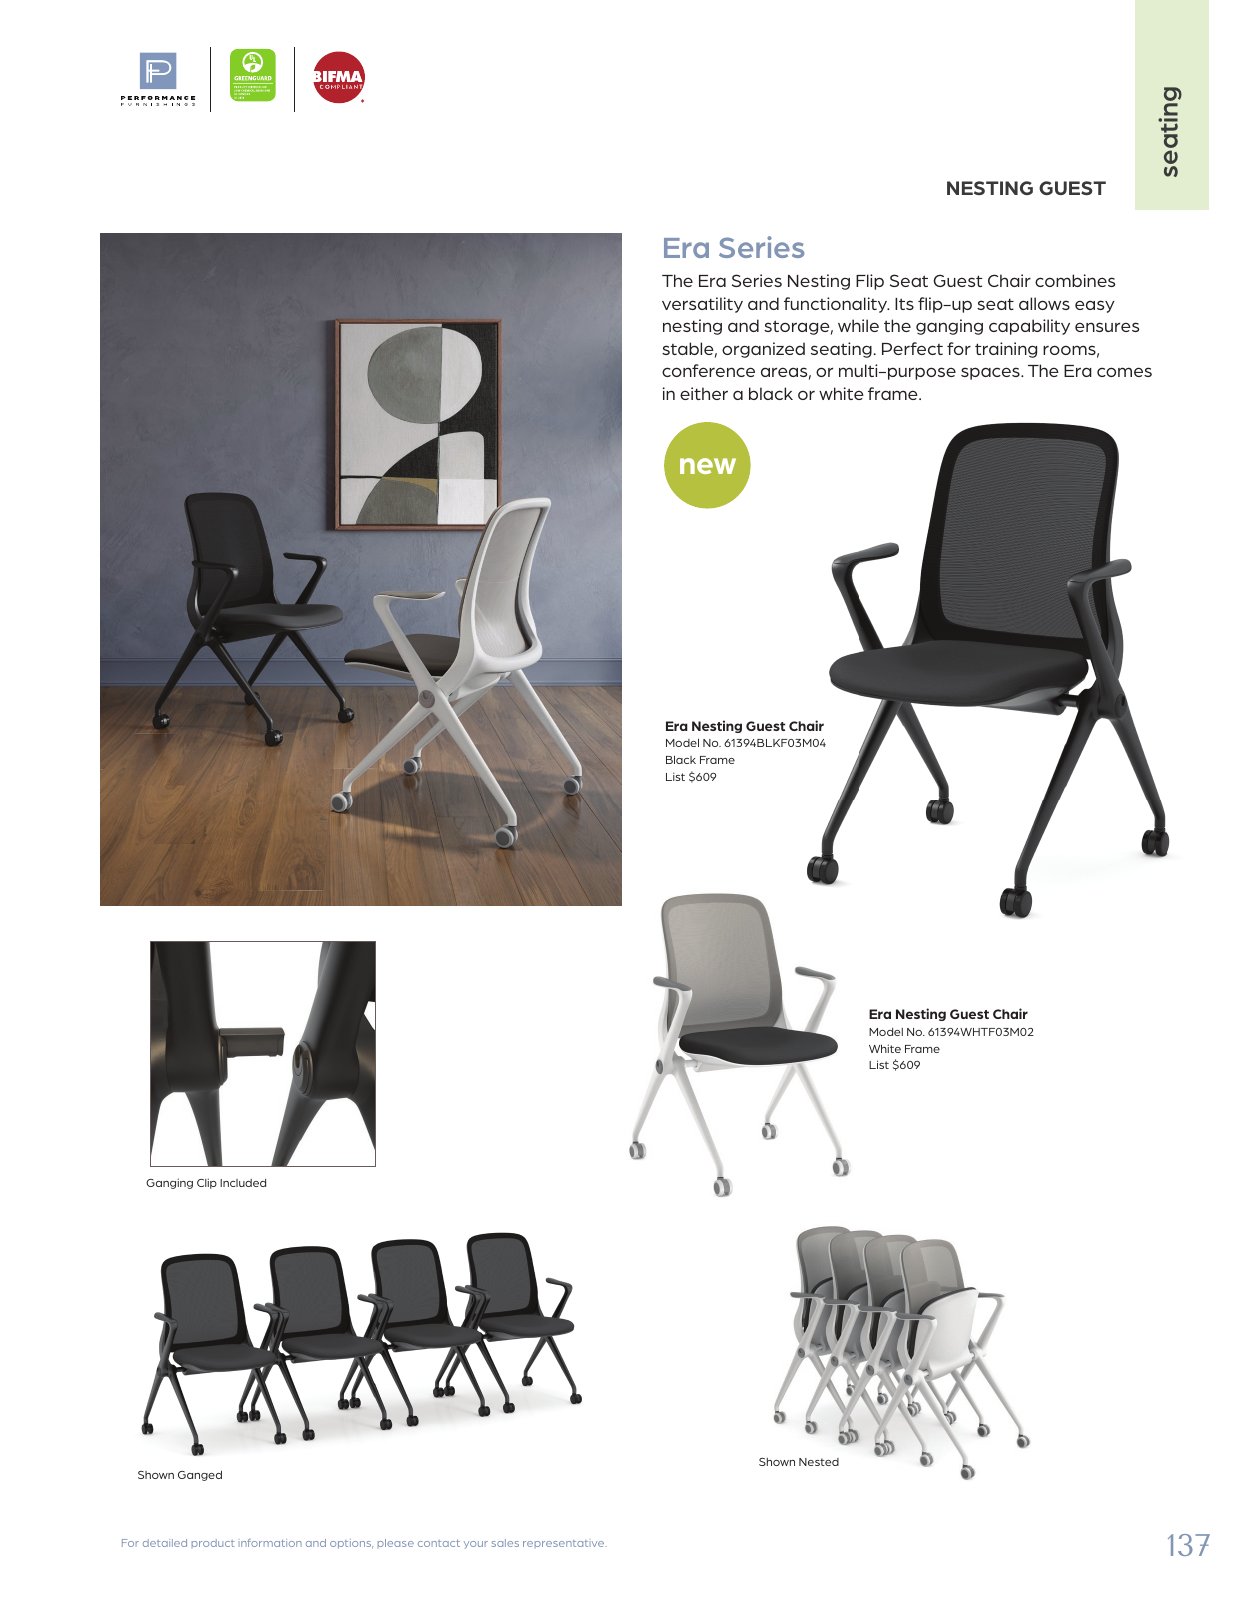 PERFORMANCE
FURNISHINGS
GREENGUARD
BIFMA
COMPLIANT
seating
NESTING GUEST
Era Series
The Era Series Nesting Flip Seat Guest Chair combines
versatility and functionality. Its flip-up seat allows easy
nesting and storage, while the ganging capability ensures
stable, organized seating. Perfect for training rooms,
conference areas, or multi-purpose spaces. The Era comes
in either a black or white frame.
new
Era Nesting Guest Chair
Model No. 61394BLKF03M04
Black Frame
List $609
Era Nesting Guest Chair
Model No. 61394WHTF03M02
White Frame
List $609
Ganging Clip Included
Shown Ganged
Shown Nested
For detailed product information and options, please contact your sales representative.
137